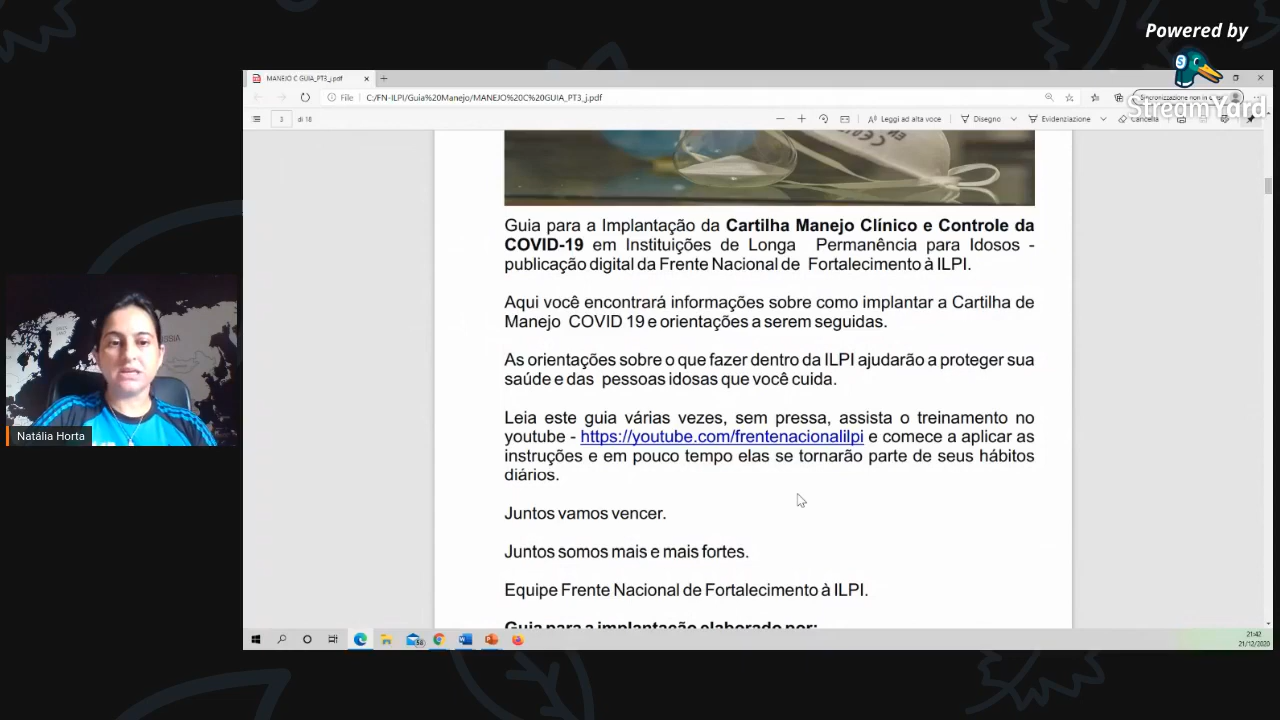 Powered by
StreamYard
MANEJO C GUIA_PT3_j.pdf
File
C:/FN-ILPI/Guia%20Manejo/MANEJO%20C%20GUIA_PT3_j.pdf
3 di 18
Leggi ad alta voce
Disegno
Evidenziazione
Cancella
Guia para a Implantação da Cartilha Manejo Clínico e Controle da
COVID-19 em Instituições de Longa Permanência para Idosos -
publicação digital da Frente Nacional de Fortalecimento à ILPI.
Aqui você encontrará informações sobre como implantar a Cartilha de
Manejo COVID 19 e orientações a serem seguidas.
As orientações sobre o que fazer dentro da ILPI ajudarão a proteger sua
saúde e das pessoas idosas que você cuida.
Leia este guia várias vezes, sem pressa, assista o treinamento no
youtube - https://youtube.com/frentenacionalilpi e comece a aplicar as
instruções e em pouco tempo elas se tornarão parte de seus hábitos
diários.
Juntos vamos vencer.
Juntos somos mais e mais fortes.
Equipe Frente Nacional de Fortalecimento à ILPI.
Guia para a implantação elaborado por:
Natália Horta
21:42
21/12/2020